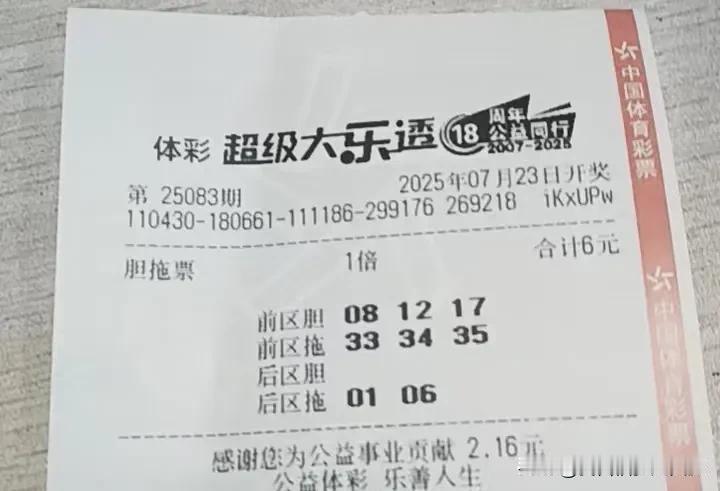 体彩 超级大乐透 18 周年 公益同行 2007-2025
第 25083期 2025年07月23日开奖
110430-180661-111186-299176 269218 iKxUPw
胆拖票 1倍 合计6元
前区胆 08 12 17
前区拖 33 34 35
后区胆
后区拖 01 06
感谢您为公益事业贡献 2.16元
公益体彩 乐善人生
中国体育彩票
中国体育彩票